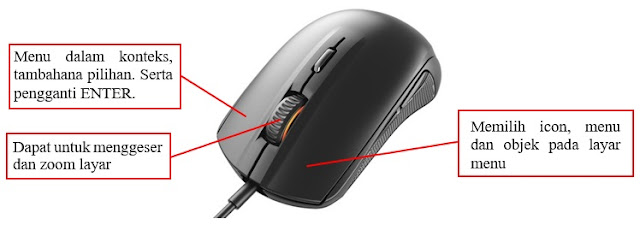 Menu dalam konteks,
tambahana pilihan. Serta
pengganti ENTER.
Dapat untuk menggeser
dan zoom layar
Memilih icon, menu
dan objek pada layar
menu